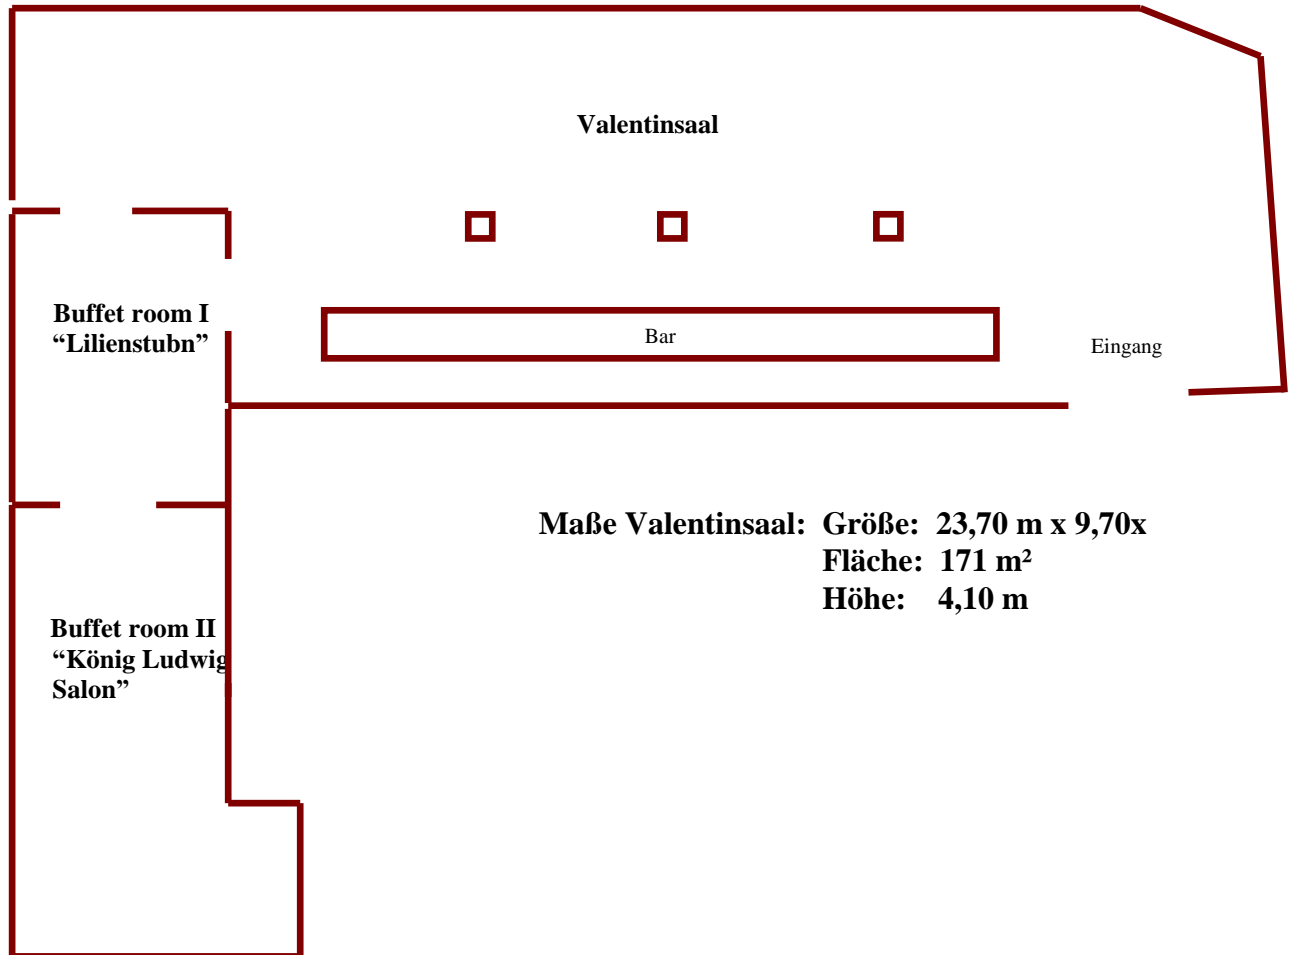 Valentinsaal
Buffet room I
“Lilienstubn”
Bar
Eingang
Maße Valentinsaal: Größe: 23,70 m x 9,70x
Fläche: 171 m²
Höhe: 4,10 m
Buffet room II
“König Ludwig
Salon”